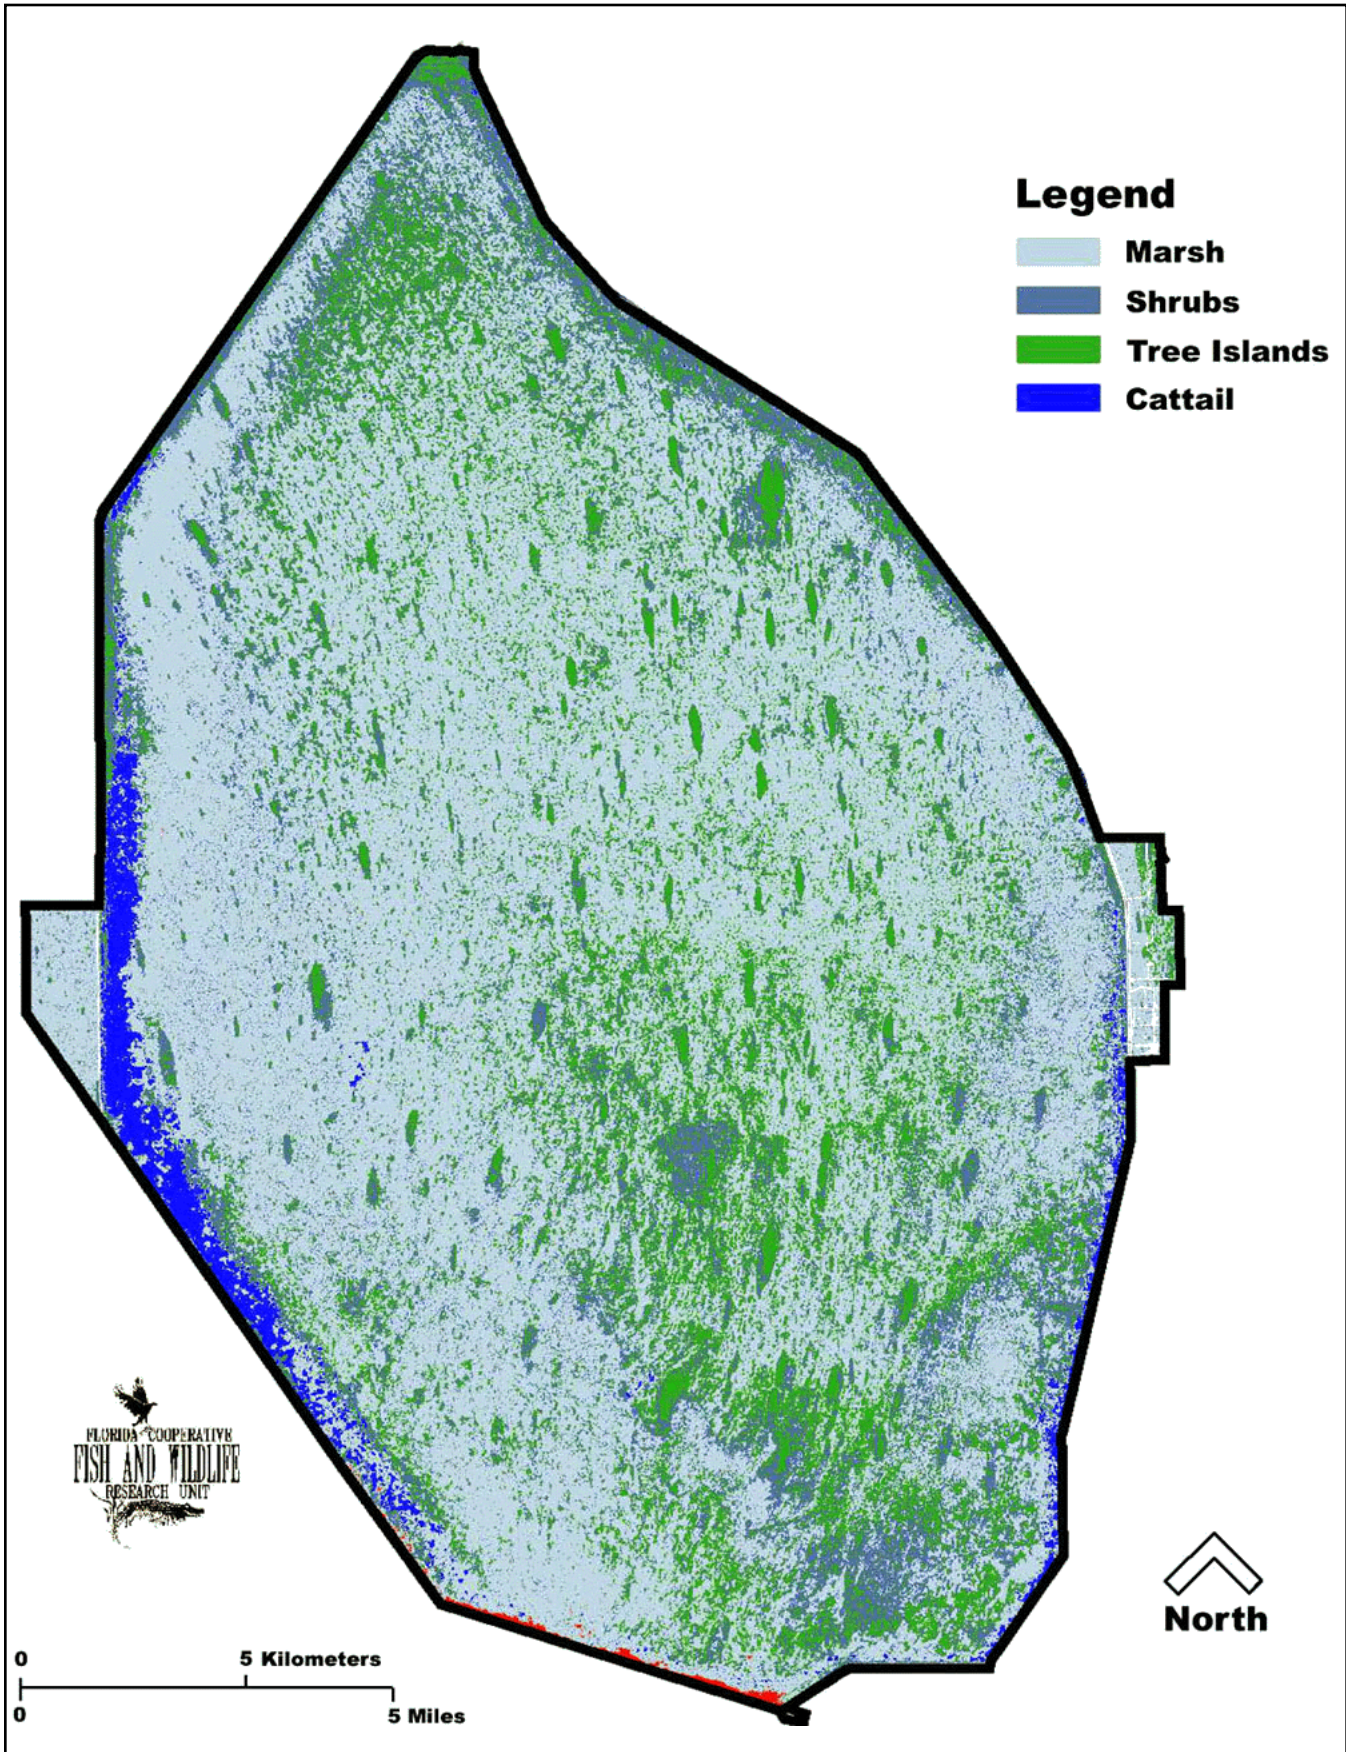 Legend
Marsh
Shrubs
Tree Islands
Cattail
FLORIDA COOPERATIVE
FISH AND WILDLIFE
RESEARCH UNIT
North
0 5 Kilometers
0 5 Miles